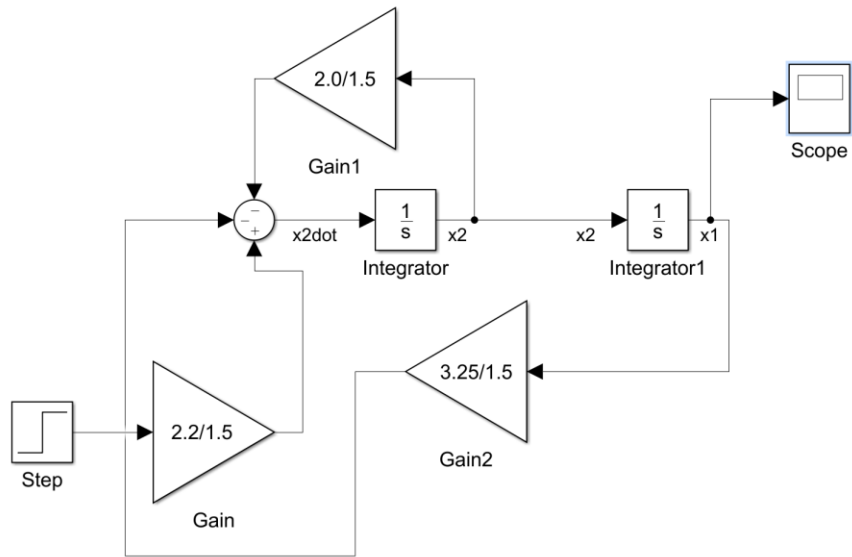 2.0/1.5
Gain1
Scope
−
−
+
x2dot
1
s
Integrator
x2
x2
1
s
Integrator1
x1
3.25/1.5
Gain2
Step
2.2/1.5
Gain